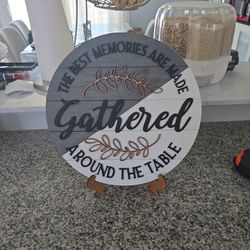 THE BEST MEMORIES ARE MADE
Gathered
AROUND THE TABLE